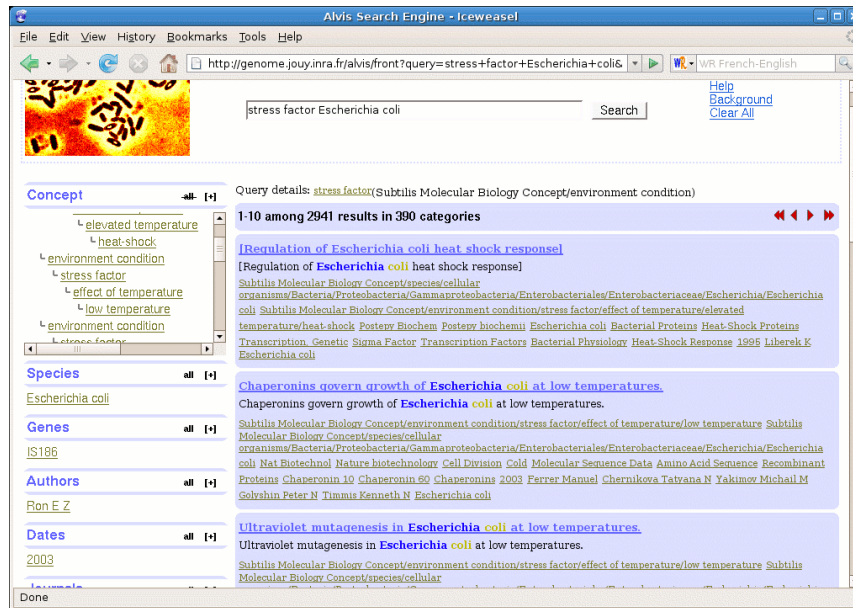 Alvis Search Engine - Iceweasel
File Edit View History Bookmarks Tools Help
http://genome.jouy.inra.fr/alvis/front?query=stress+factor+Escherichia+coli& WR French-English
Help
stress factor Escherichia coli Search
Background
Clear All
Concept all [+]
elevated temperature
heat-shock
environment condition
stress factor
effect of temperature
low temperature
environment condition
stress factor
Species all [+]
Escherichia coli
Genes all [+]
IS186
Authors all [+]
Ron E Z
Dates all [+]
2003
Journals
Query details: stress factor(Subtilis Molecular Biology Concept/environment condition)
1-10 among 2941 results in 390 categories
[Regulation of Escherichia coli heat shock response]
[Regulation of Escherichia coli heat shock response]
Subtilis Molecular Biology Concept/species/cellular
organisms/Bacteria/Proteobacteria/Gammaproteobacteria/Enterobacteriales/Enterobacteriaceae/Escherichia/Escherichia
coli Subtilis Molecular Biology Concept/environment condition/stress factor/effect of temperature/elevated
temperature/heat-shock Postepy Biochem Postepy biochemii Escherichia coli Bacterial Proteins Heat-Shock Proteins
Transcription, Genetic Sigma Factor Transcription Factors Bacterial Physiology Heat-Shock Response 1995 Liberek K
Escherichia coli
Chaperonins govern growth of Escherichia coli at low temperatures.
Chaperonins govern growth of Escherichia coli at low temperatures.
Subtilis Molecular Biology Concept/environment condition/stress factor/effect of temperature/low temperature Subtilis
Molecular Biology Concept/species/cellular
organisms/Bacteria/Proteobacteria/Gammaproteobacteria/Enterobacteriales/Enterobacteriaceae/Escherichia/Escherichia
coli Nat Biotechnol Nature biotechnology Cell Division Cold Molecular Sequence Data Amino Acid Sequence Recombinant
Proteins Chaperonin 10 Chaperonin 60 Chaperonins 2003 Ferrer Manuel Chernikova Tatyana N Yakimov Michail M
Golyshin Peter N Timmis Kenneth N Escherichia coli
Ultraviolet mutagenesis in Escherichia coli at low temperatures.
Ultraviolet mutagenesis in Escherichia coli at low temperatures.
Subtilis Molecular Biology Concept/environment condition/stress factor/effect of temperature/low temperature Subtilis
Molecular Biology Concept/species/cellular
Done